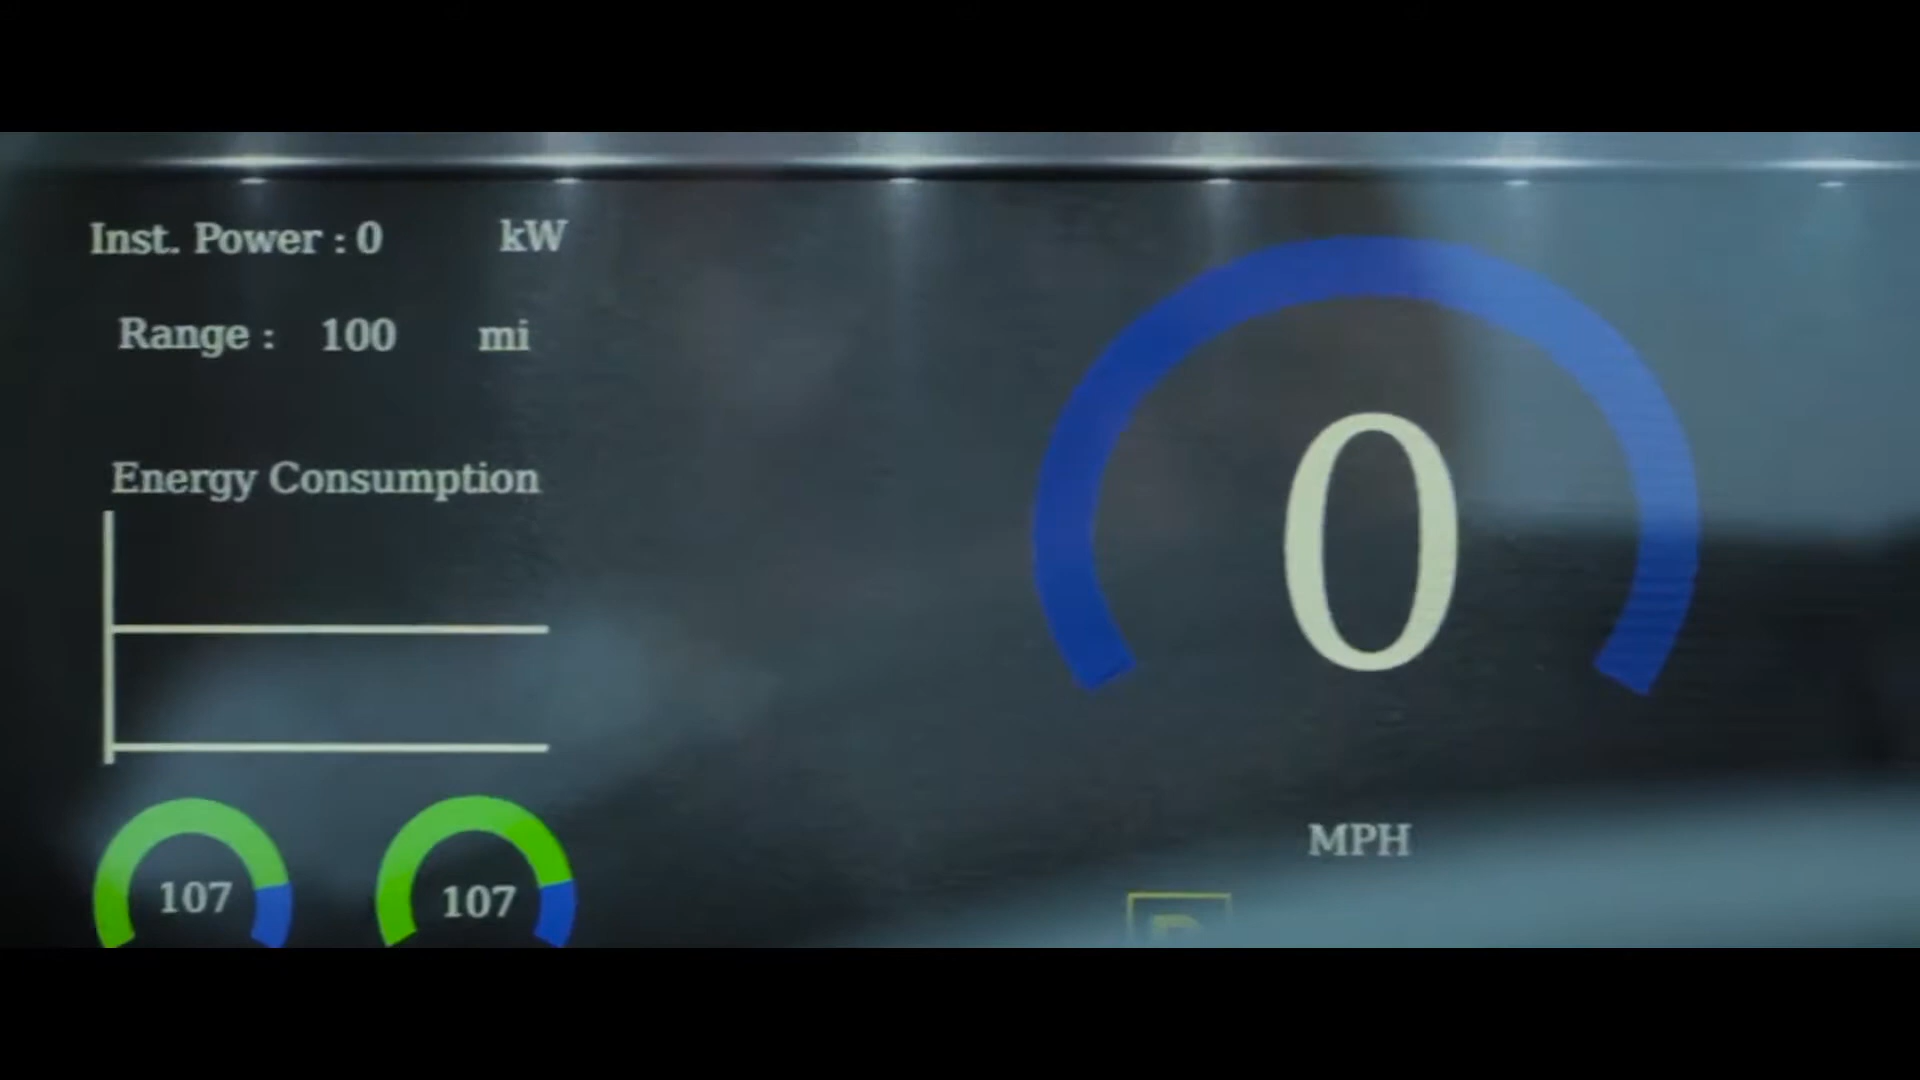 Inst. Power : 0 kW
Range : 100 mi
Energy Consumption
0
MPH
107
107